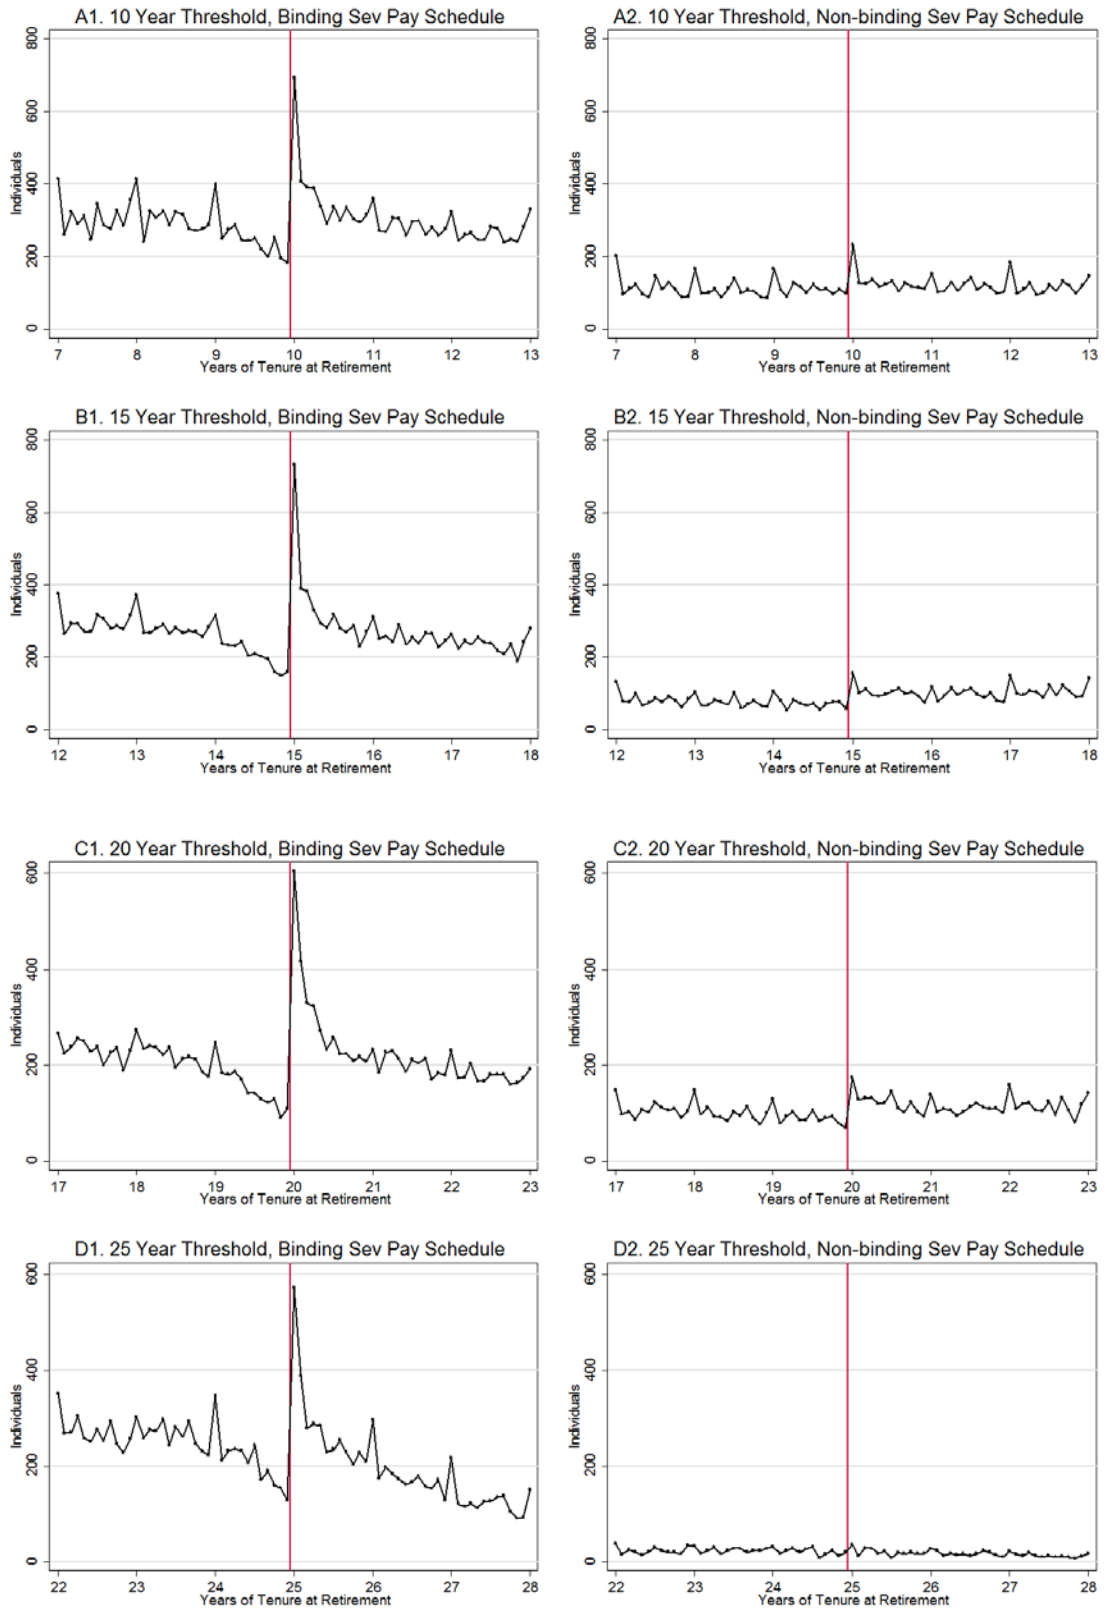 A1. 10 Year Threshold, Binding Sev Pay Schedule
Individuals
800
600
400
200
0
7 8 9 10 11 12 13
Years of Tenure at Retirement
A2. 10 Year Threshold, Non-binding Sev Pay Schedule
Individuals
800
600
400
200
0
7 8 9 10 11 12 13
Years of Tenure at Retirement
B1. 15 Year Threshold, Binding Sev Pay Schedule
Individuals
800
600
400
200
0
12 13 14 15 16 17 18
Years of Tenure at Retirement
B2. 15 Year Threshold, Non-binding Sev Pay Schedule
Individuals
800
600
400
200
0
12 13 14 15 16 17 18
Years of Tenure at Retirement
C1. 20 Year Threshold, Binding Sev Pay Schedule
Individuals
600
400
200
0
17 18 19 20 21 22 23
Years of Tenure at Retirement
C2. 20 Year Threshold, Non-binding Sev Pay Schedule
Individuals
600
400
200
0
17 18 19 20 21 22 23
Years of Tenure at Retirement
D1. 25 Year Threshold, Binding Sev Pay Schedule
Individuals
600
400
200
0
22 23 24 25 26 27 28
Years of Tenure at Retirement
D2. 25 Year Threshold, Non-binding Sev Pay Schedule
Individuals
600
400
200
0
22 23 24 25 26 27 28
Years of Tenure at Retirement